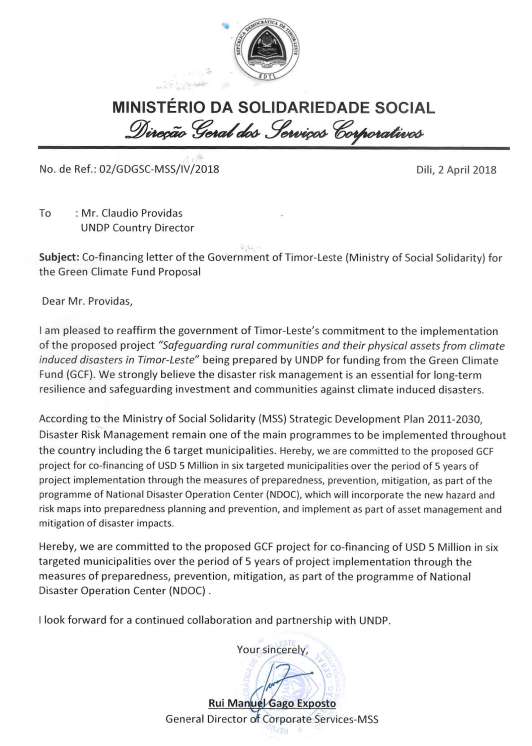 REPÚBLICA DEMOCRÁTICA DE TIMOR-LESTE
RDTL
MINISTÉRIO DA SOLIDARIEDADE SOCIAL
Direção Geral dos Serviços Corporativos
No. de Ref.: 02/GDGSC-MSS/IV/2018 Dili, 2 April 2018
To : Mr. Claudio Providas
UNDP Country Director
Subject: Co-financing letter of the Government of Timor-Leste (Ministry of Social Solidarity) for
the Green Climate Fund Proposal
Dear Mr. Providas,
I am pleased to reaffirm the government of Timor-Leste's commitment to the implementation
of the proposed project "Safeguarding rural communities and their physical assets from climate
induced disasters in Timor-Leste" being prepared by UNDP for funding from the Green Climate
Fund (GCF). We strongly believe the disaster risk management is an essential for long-term
resilience and safeguarding investment and communities against climate induced disasters.
According to the Ministry of Social Solidarity (MSS) Strategic Development Plan 2011-2030,
Disaster Risk Management remain one of the main programmes to be implemented throughout
the country including the 6 target municipalities. Hereby, we are committed to the proposed GCF
project for co-financing of USD 5 Million in six targeted municipalities over the period of 5 years of
project implementation through the measures of preparedness, prevention, mitigation, as part of the
programme of National Disaster Operation Center (NDOC), which will incorporate the new hazard and
risk maps into preparedness planning and prevention, and implement as part of asset management and
mitigation of disaster impacts.
Hereby, we are committed to the proposed GCF project for co-financing of USD 5 Million in six
targeted municipalities over the period of 5 years of project implementation through the
measures of preparedness, prevention, mitigation, as part of the programme of National
Disaster Operation Center (NDOC) .
I look forward for a continued collaboration and partnership with UNDP.
Your sincerely,
Rui Manuel Gago Exposto
General Director of Corporate Services-MSS